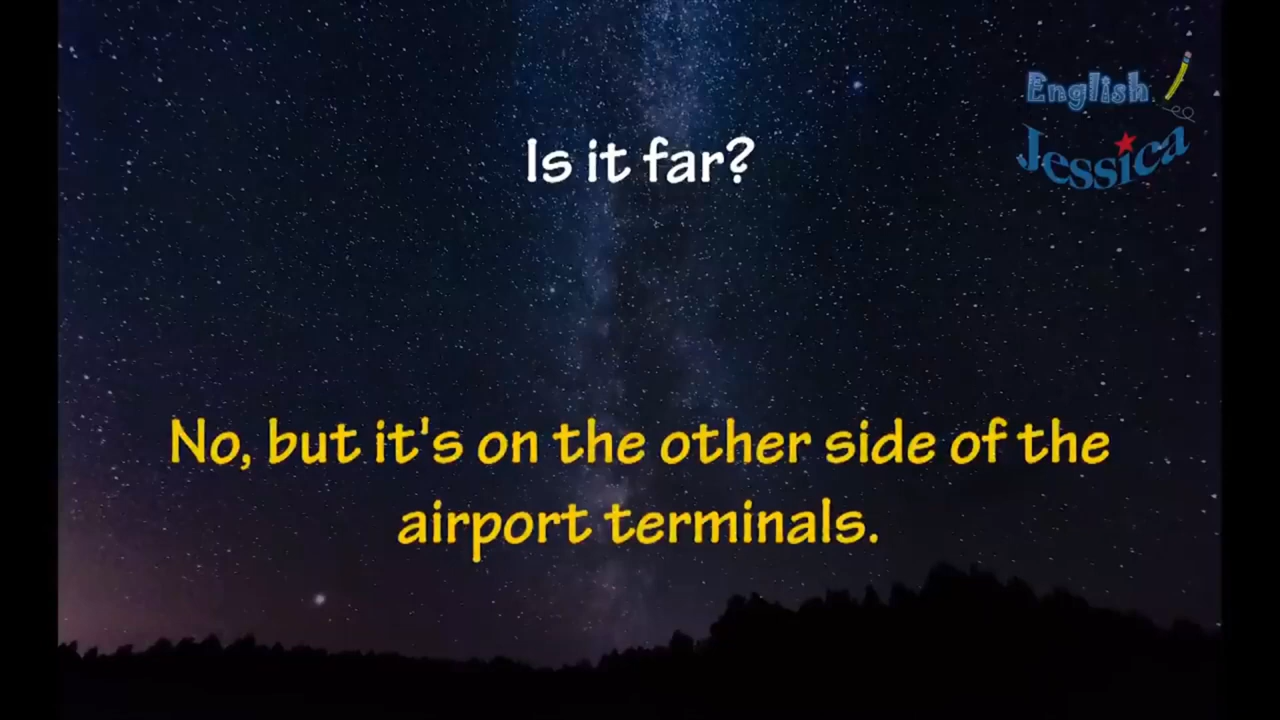 English
Jessica
Is it far?
No, but it's on the other side of the
airport terminals.